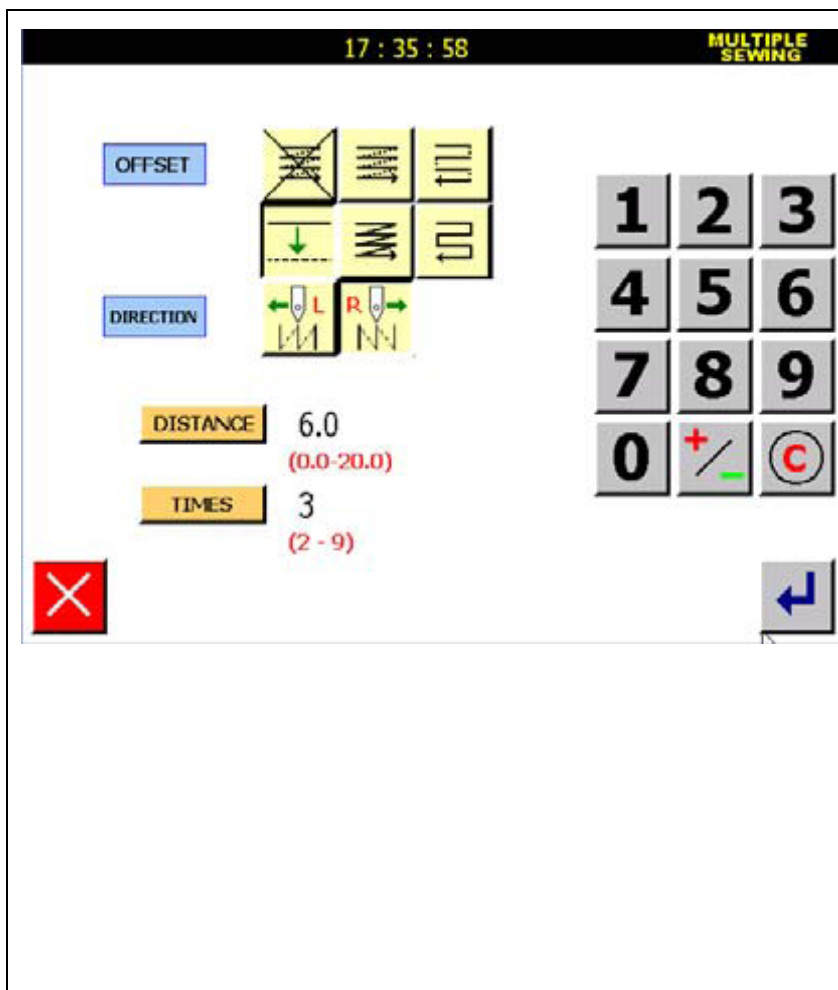 17 : 35 : 58
MULTIPLE
SEWING
OFFSET
DIRECTION
L R
DISTANCE 6.0
(0.0-20.0)
TIMES 3
(2 - 9)
1 2 3
4 5 6
7 8 9
0 +/- C